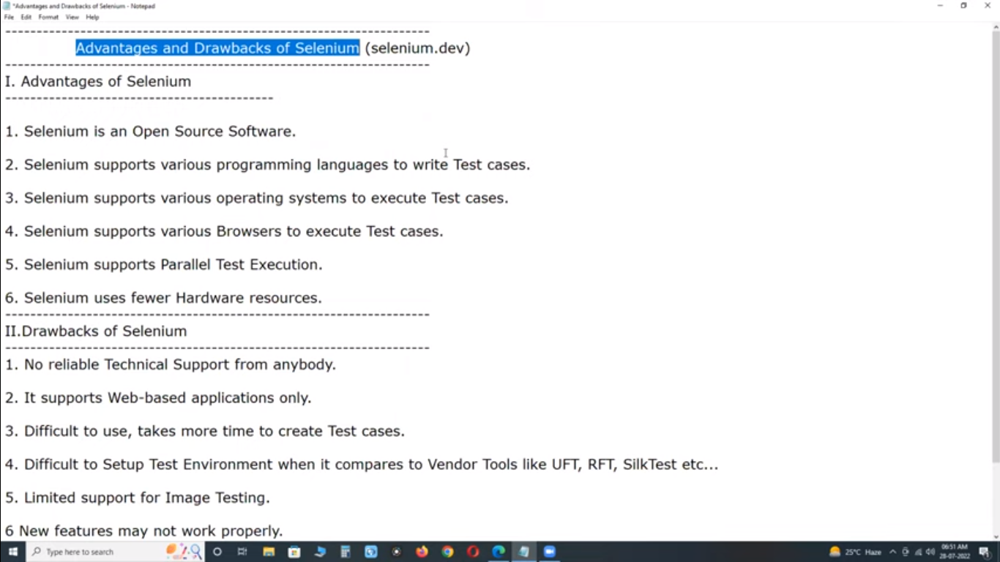 *Advantages and Drawbacks of Selenium - Notepad
File Edit Format View Help
--------------------------------------------------------------------
Advantages and Drawbacks of Selenium (selenium.dev)
--------------------------------------------------------------------
I. Advantages of Selenium
-------------------------------------------
1. Selenium is an Open Source Software.
2. Selenium supports various programming languages to write Test cases.
3. Selenium supports various operating systems to execute Test cases.
4. Selenium supports various Browsers to execute Test cases.
5. Selenium supports Parallel Test Execution.
6. Selenium uses fewer Hardware resources.
--------------------------------------------------------------------
II.Drawbacks of Selenium
--------------------------------------------------------------------
1. No reliable Technical Support from anybody.
2. It supports Web-based applications only.
3. Difficult to use, takes more time to create Test cases.
4. Difficult to Setup Test Environment when it compares to Vendor Tools like UFT, RFT, SilkTest etc...
5. Limited support for Image Testing.
6 New features may not work properly.
Type here to search
25°C Haze
06:51 AM
28-07-2022